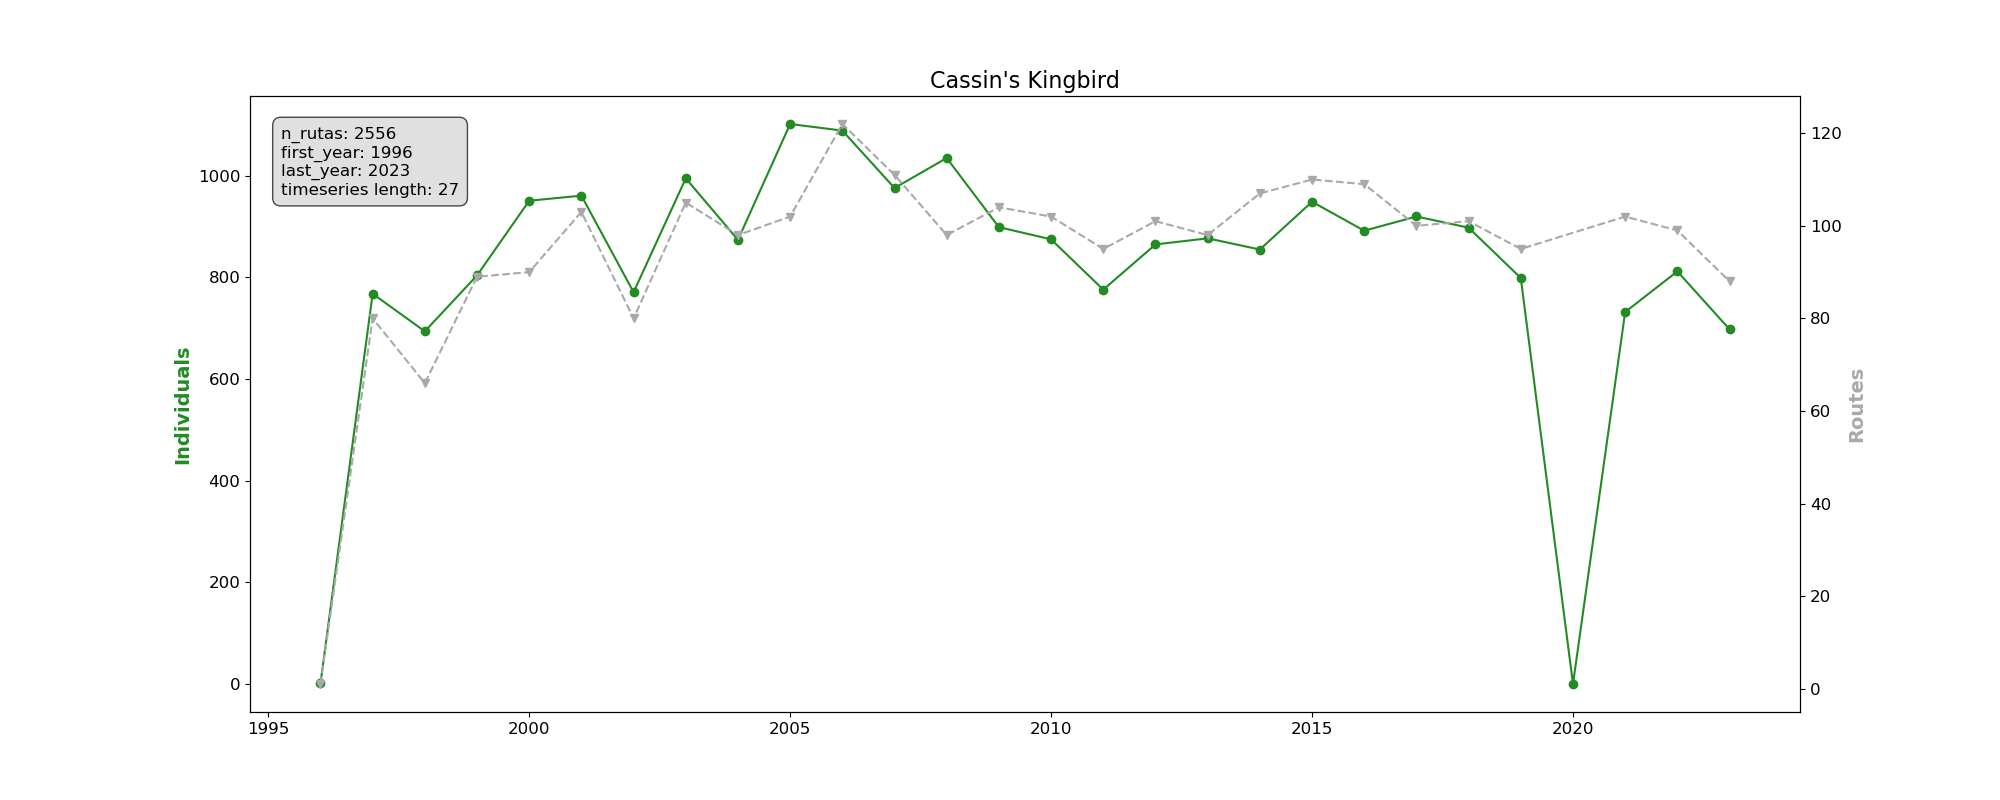 Cassin's Kingbird
n_rutas: 2556
first_year: 1996
last_year: 2023
timeseries length: 27
1000
800
600
400
200
0
Individuals
120
100
80
60
40
20
0
Routes
1995
2000
2005
2010
2015
2020